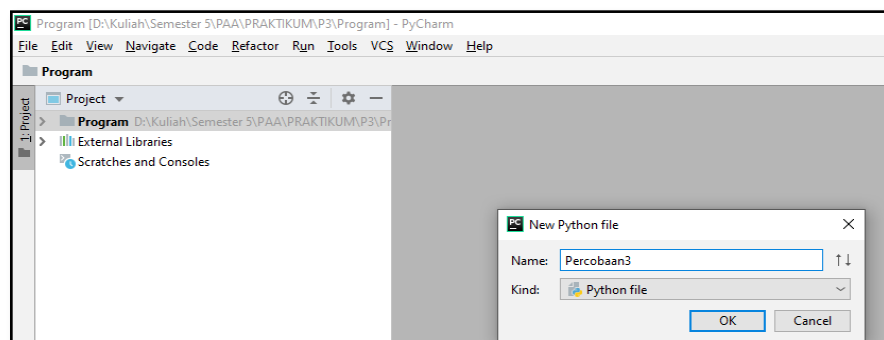 Program [D:\Kuliah\Semester 5\PAA\PRAKTIKUM\P3\Program] - PyCharm
File Edit View Navigate Code Refactor Run Tools VCS Window Help
Program
1: Project
Project
Program D:\Kuliah\Semester 5\PAA\PRAKTIKUM\P3\Pr
External Libraries
Scratches and Consoles
New Python file
Name: Percobaan3
Kind: Python file
OK Cancel